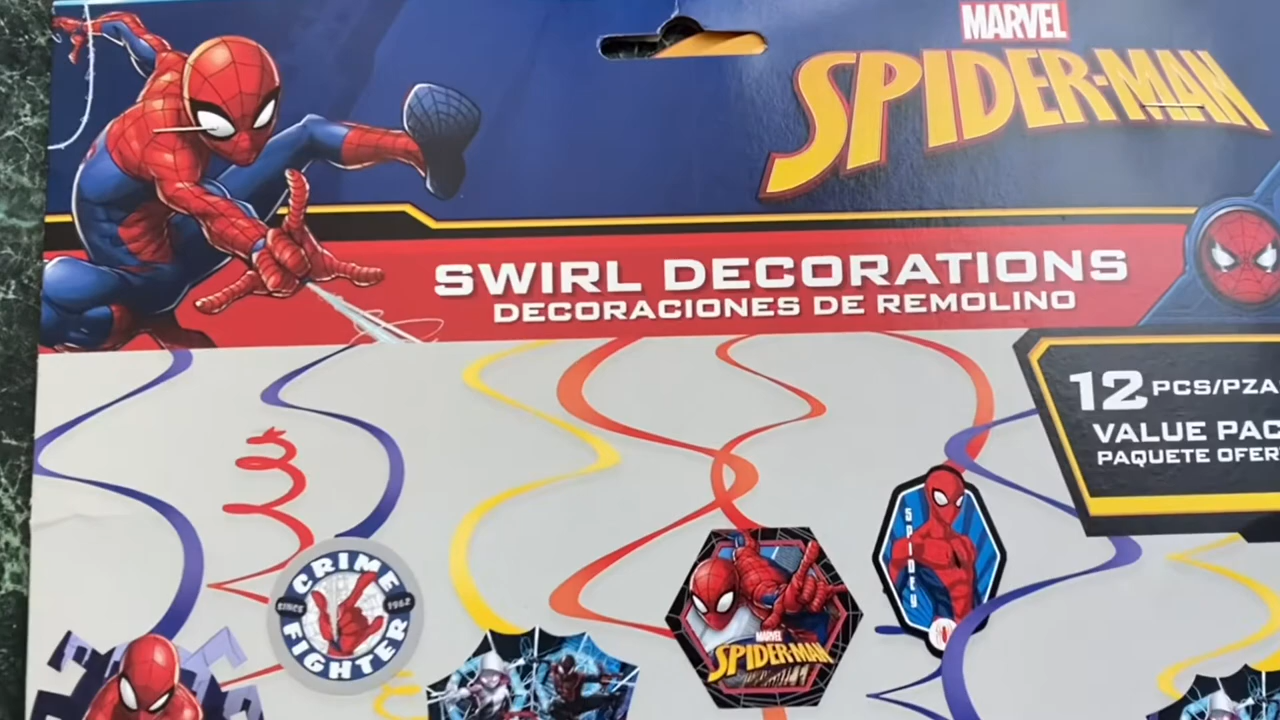 MARVEL
SPIDER-MAN
SWIRL DECORATIONS
DECORACIONES DE REMOLINO
12 PCS/PZA
VALUE PAC
PAQUETE OFER
SPIDEY
CRIME
SINCE 1962
FIGHTER
MARVEL
SPIDER-MAN